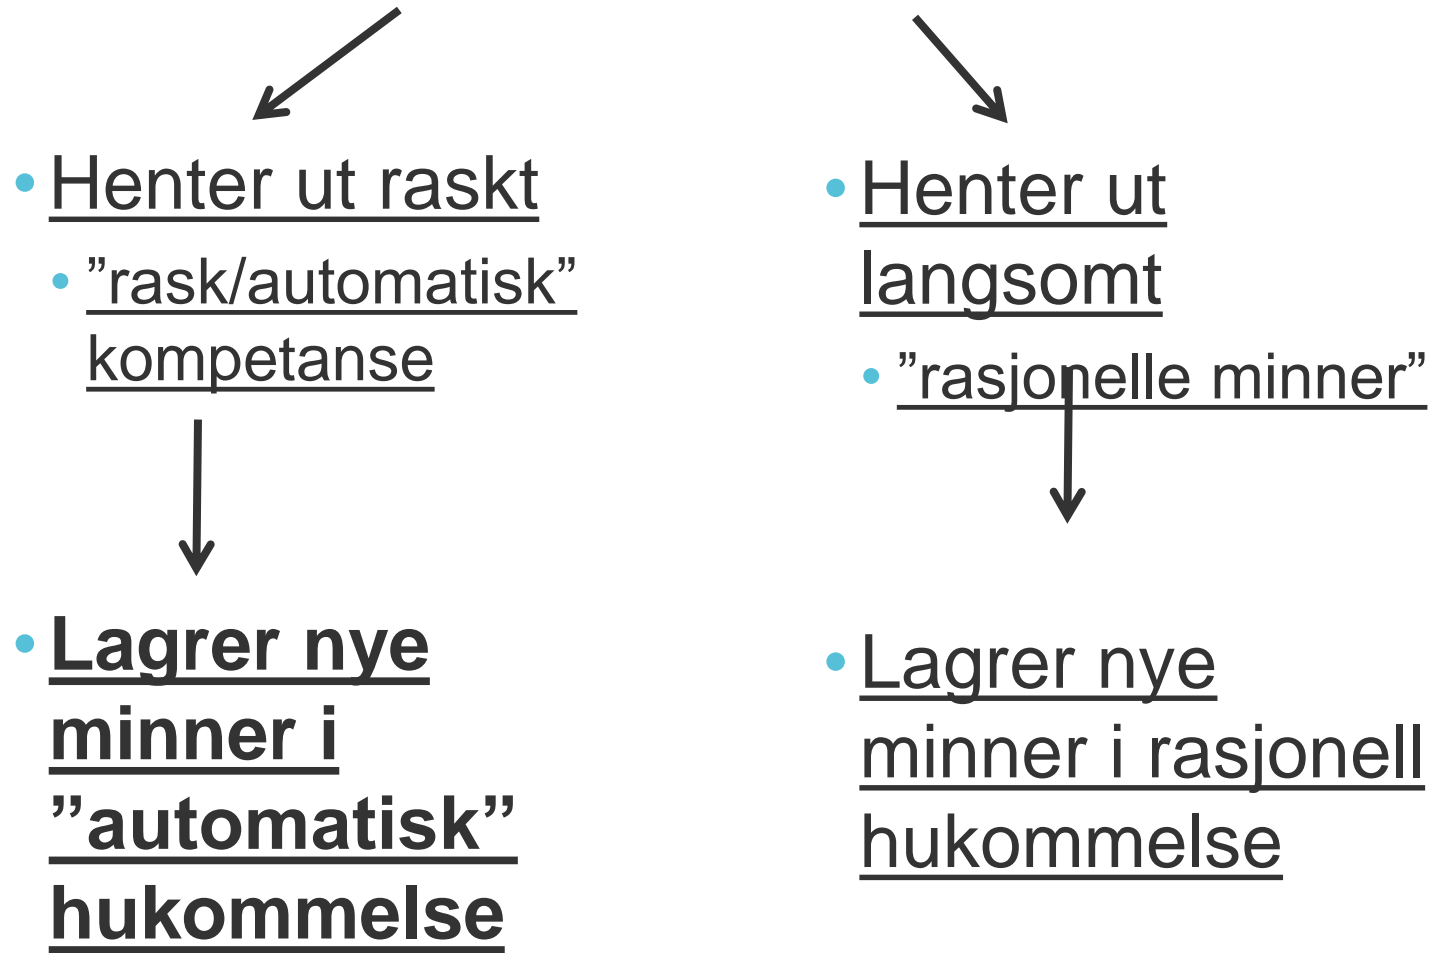 • Henter ut raskt
• ”rask/automatisk”
kompetanse
• Lagrer nye
minner i
”automatisk”
hukommelse
• Henter ut
langsomt
• ”rasjonelle minner”
• Lagrer nye
minner i rasjonell
hukommelse